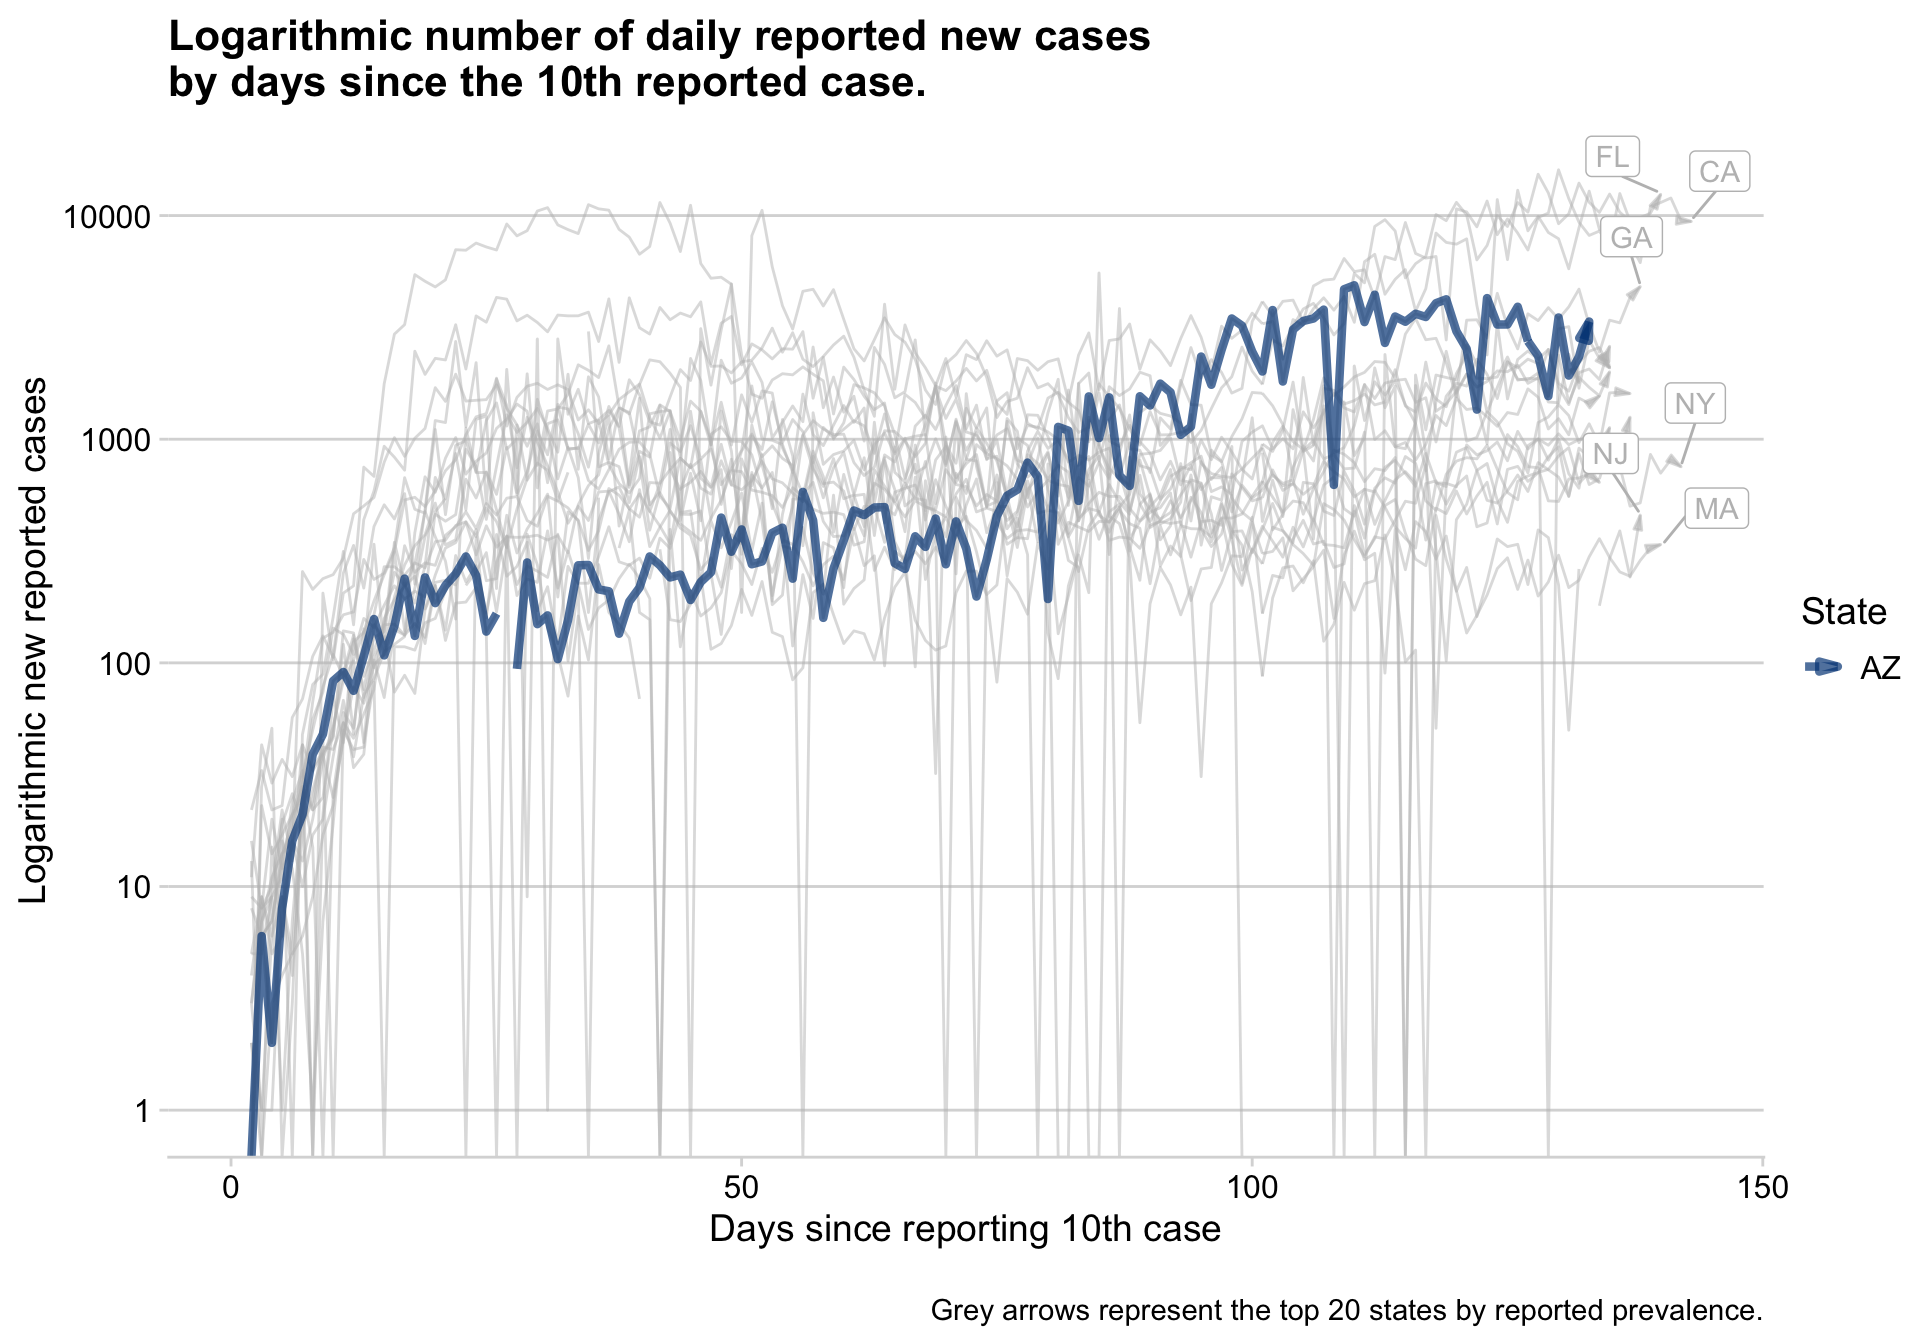 Logarithmic number of daily reported new cases
by days since the 10th reported case.
FL
CA
10000
GA
NY
1000
NJ
MA
Logarithmic new reported cases
State
100
AZ
10
1
0
50
100
150
Days since reporting 10th case
Grey arrows represent the top 20 states by reported prevalence.